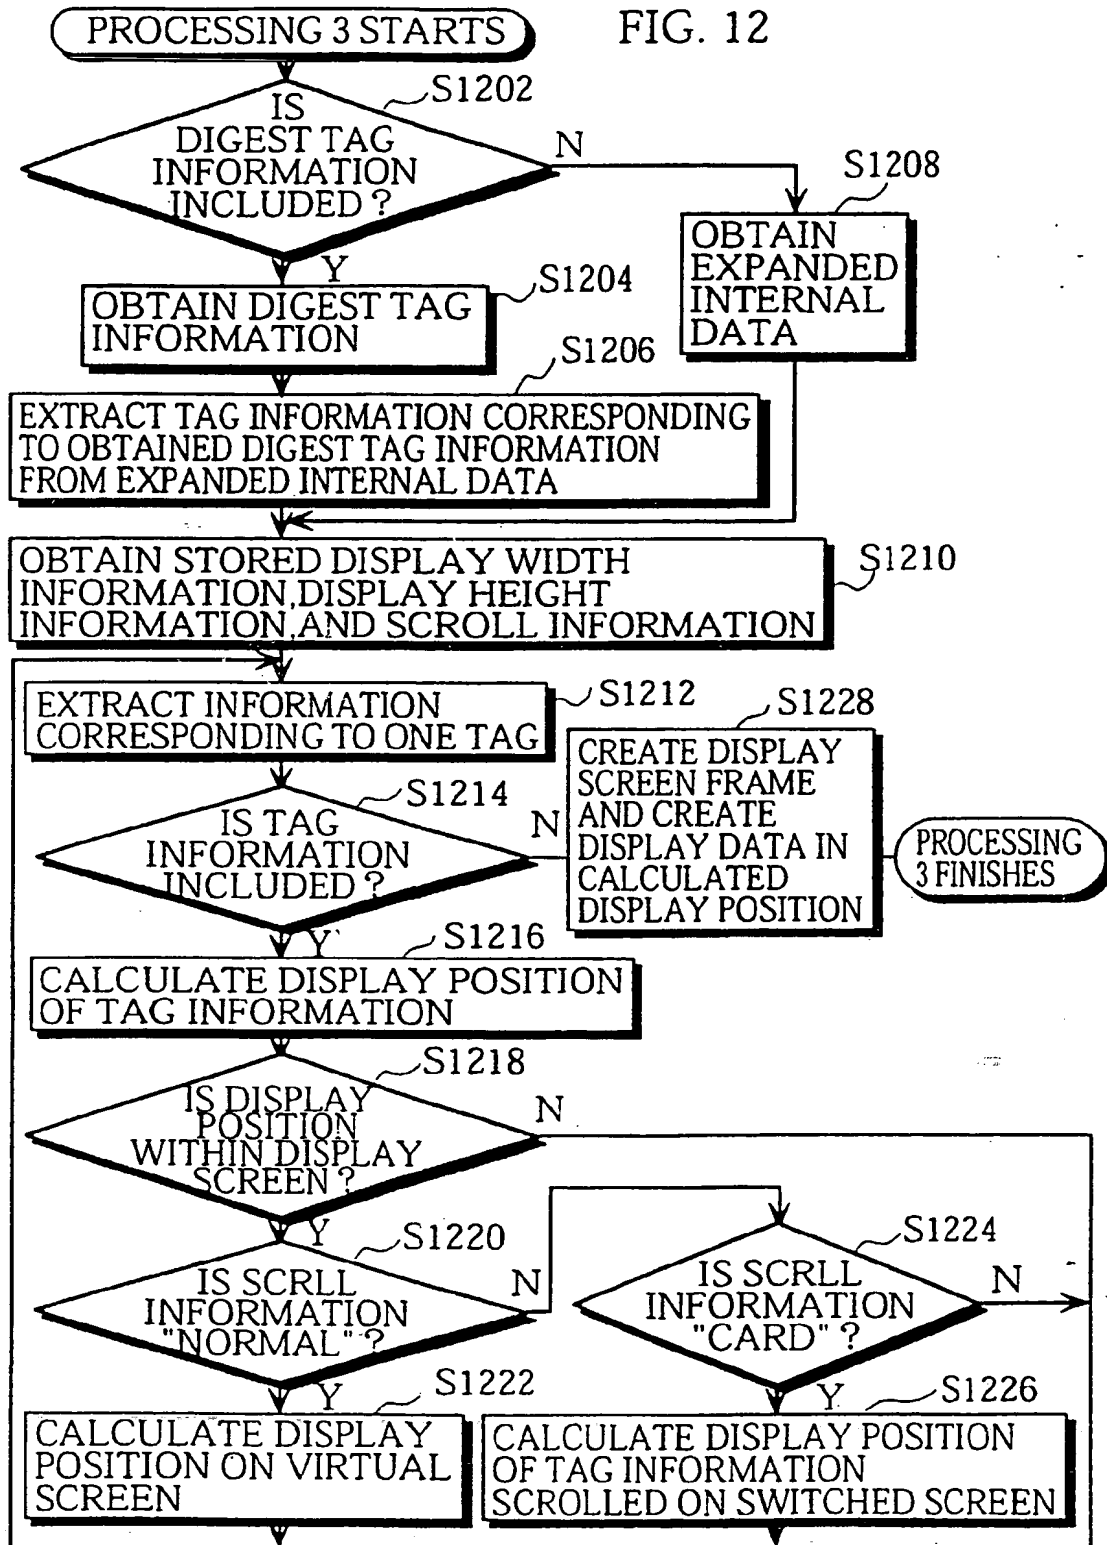 FIG. 12
PROCESSING 3 STARTS
S1202
IS
DIGEST TAG
INFORMATION
INCLUDED ?
N
Y
S1208
OBTAIN
EXPANDED
INTERNAL
DATA
S1204
OBTAIN DIGEST TAG
INFORMATION
S1206
EXTRACT TAG INFORMATION CORRESPONDING
TO OBTAINED DIGEST TAG INFORMATION
FROM EXPANDED INTERNAL DATA
S1210
OBTAIN STORED DISPLAY WIDTH
INFORMATION,DISPLAY HEIGHT
INFORMATION,AND SCROLL INFORMATION
S1212
EXTRACT INFORMATION
CORRESPONDING TO ONE TAG
S1214
IS TAG
INFORMATION
INCLUDED ?
N
Y
S1228
CREATE DISPLAY
SCREEN FRAME
AND CREATE
DISPLAY DATA IN
CALCULATED
DISPLAY POSITION
PROCESSING
3 FINISHES
S1216
CALCULATE DISPLAY POSITION
OF TAG INFORMATION
S1218
IS DISPLAY
POSITION
WITHIN DISPLAY
SCREEN ?
N
Y
S1220
IS SCRLL
INFORMATION
"NORMAL" ?
N
Y
S1224
IS SCRLL
INFORMATION
"CARD" ?
N
Y
S1222
CALCULATE DISPLAY
POSITION ON VIRTUAL
SCREEN
S1226
CALCULATE DISPLAY POSITION
OF TAG INFORMATION
SCROLLED ON SWITCHED SCREEN